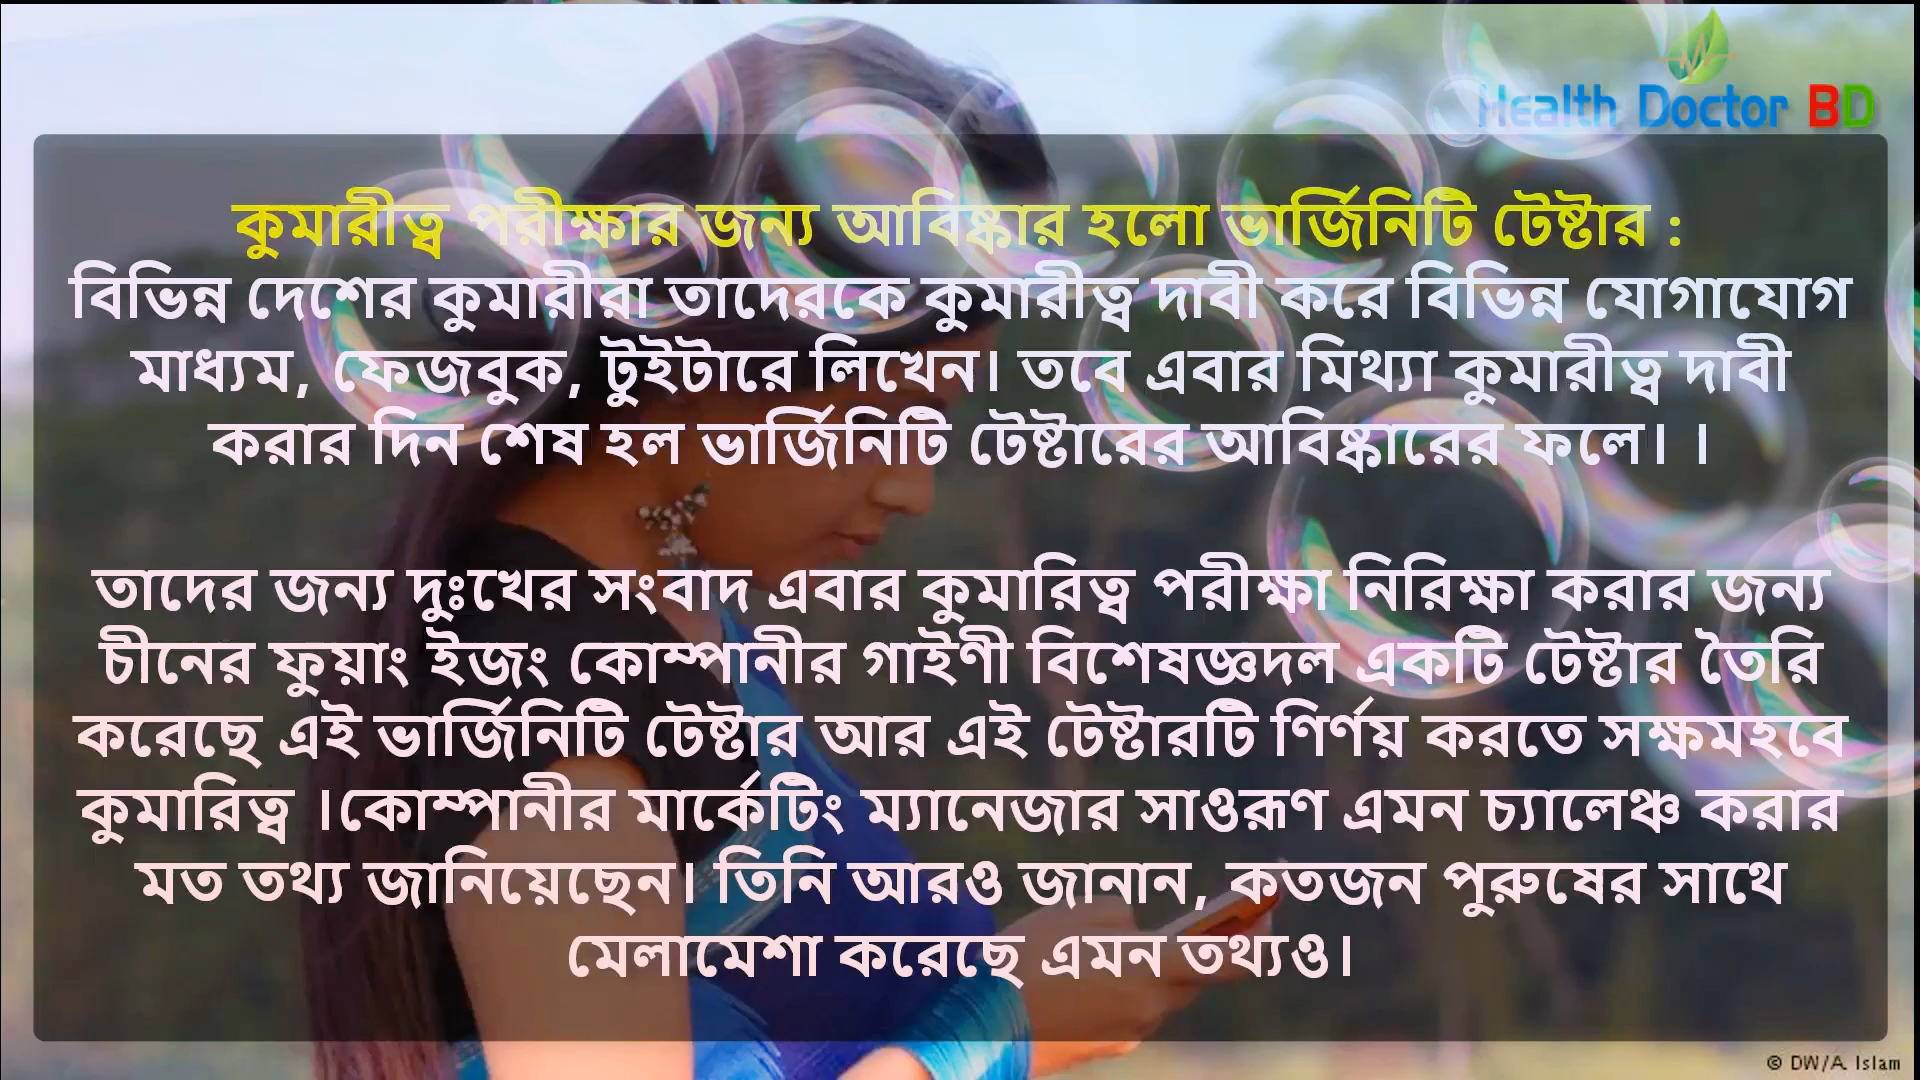 Health Doctor BD
কুমারীত্ব পরীক্ষার জন্য আবিষ্কার হলো ভার্জিনিটি টেষ্টার :
বিভিন্ন দেশের কুমারীরা তাদেরকে কুমারীত্ব দাবী করে বিভিন্ন যোগাযোগ
মাধ্যম, ফেজবুক, টুইটারে লিখেন। তবে এবার মিথ্যা কুমারীত্ব দাবী
করার দিন শেষ হল ভার্জিনিটি টেষ্টারের আবিষ্কারের ফলে। ।
তাদের জন্য দুঃখের সংবাদ এবার কুমারিত্ব পরীক্ষা নিরিক্ষা করার জন্য
চীনের ফুয়াং ইজং কোম্পানীর গাইণী বিশেষজ্ঞদল একটি টেষ্টার তৈরি
করেছে এই ভার্জিনিটি টেষ্টার আর এই টেষ্টারটি ণির্ণয় করতে সক্ষমহবে
কুমারিত্ব ।কোম্পানীর মার্কেটিং ম্যানেজার সাওরূণ এমন চ্যালেঞ্চ করার
মত তথ্য জানিয়েছেন। তিনি আরও জানান, কতজন পুরুষের সাথে
মেলামেশা করেছে এমন তথ্যও।
© DW/A. Islam